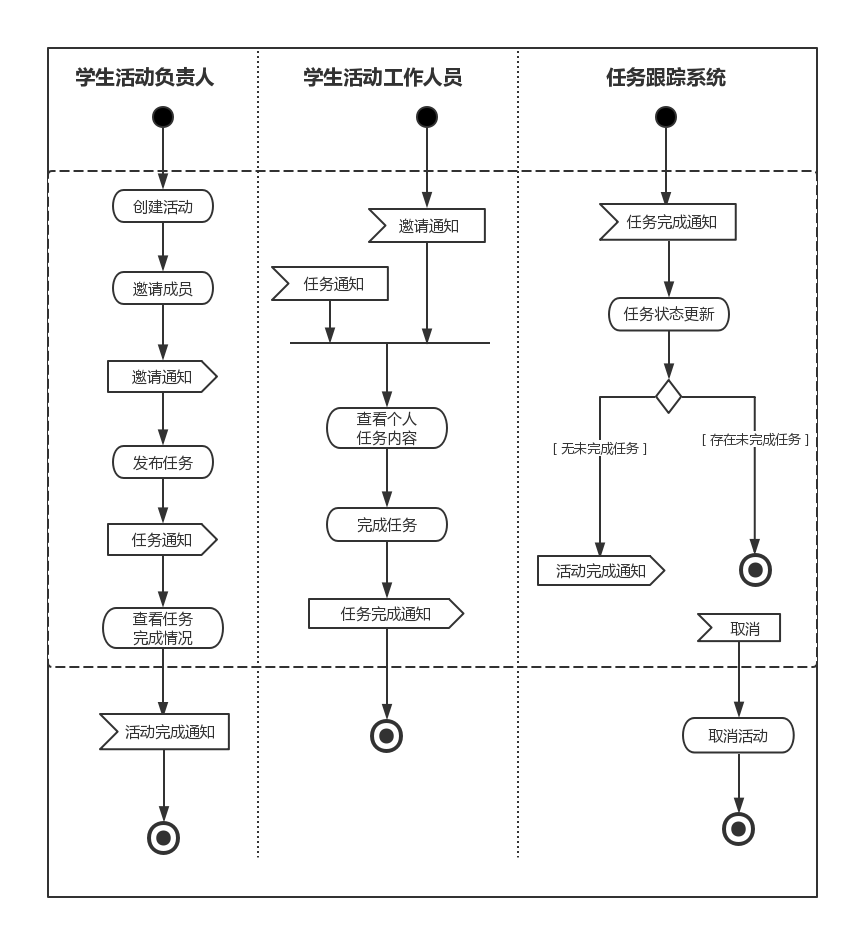 学生活动负责人
创建活动
邀请成员
邀请通知
发布任务
任务通知
查看任务
完成情况
活动完成通知
学生活动工作人员
邀请通知
任务通知
查看个人
任务内容
完成任务
任务完成通知
任务跟踪系统
任务完成通知
任务状态更新
[ 无未完成任务 ]
[ 存在未完成任务 ]
活动完成通知
取消
取消活动